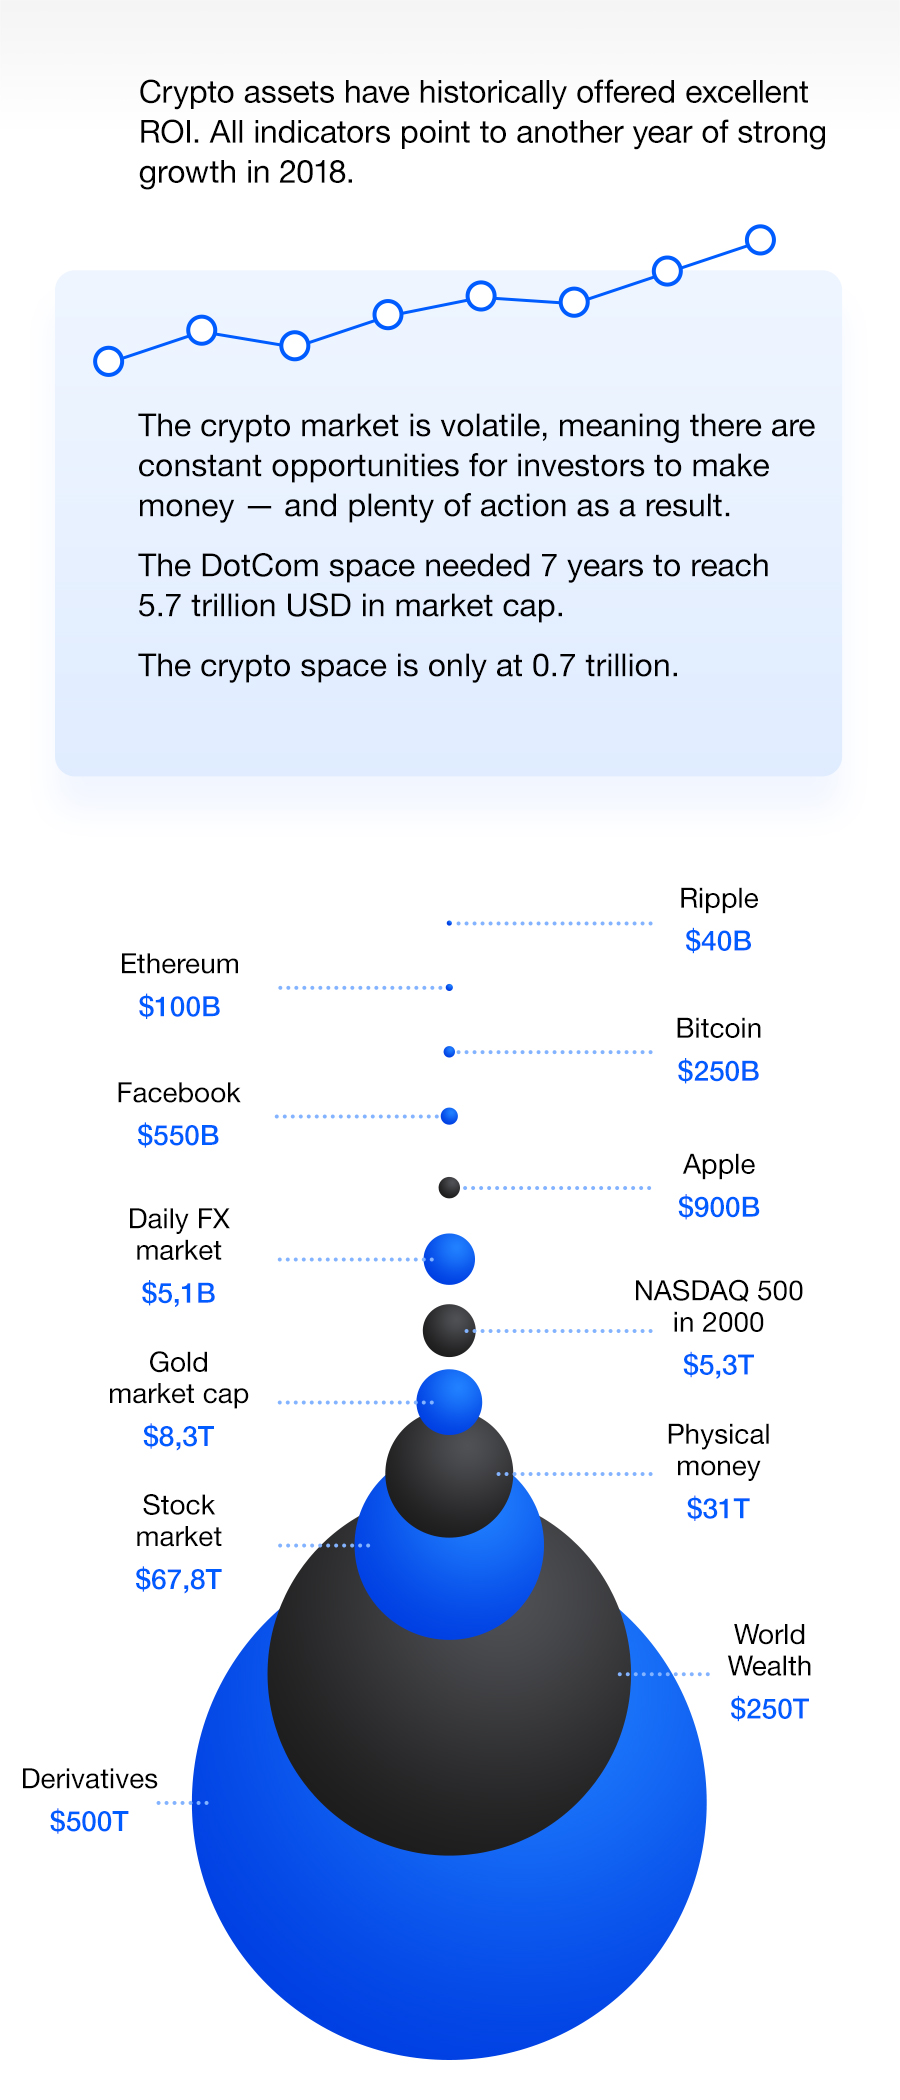 Crypto assets have historically offered excellent
ROI. All indicators point to another year of strong
growth in 2018.
The crypto market is volatile, meaning there are
constant opportunities for investors to make
money — and plenty of action as a result.
The DotCom space needed 7 years to reach
5.7 trillion USD in market cap.
The crypto space is only at 0.7 trillion.
Ripple
$40B
Ethereum
$100B
Bitcoin
$250B
Facebook
$550B
Apple
$900B
Daily FX
market
$5,1B
NASDAQ 500
in 2000
$5,3T
Gold
market cap
$8,3T
Physical
money
$31T
Stock
market
$67,8T
World
Wealth
$250T
Derivatives
$500T